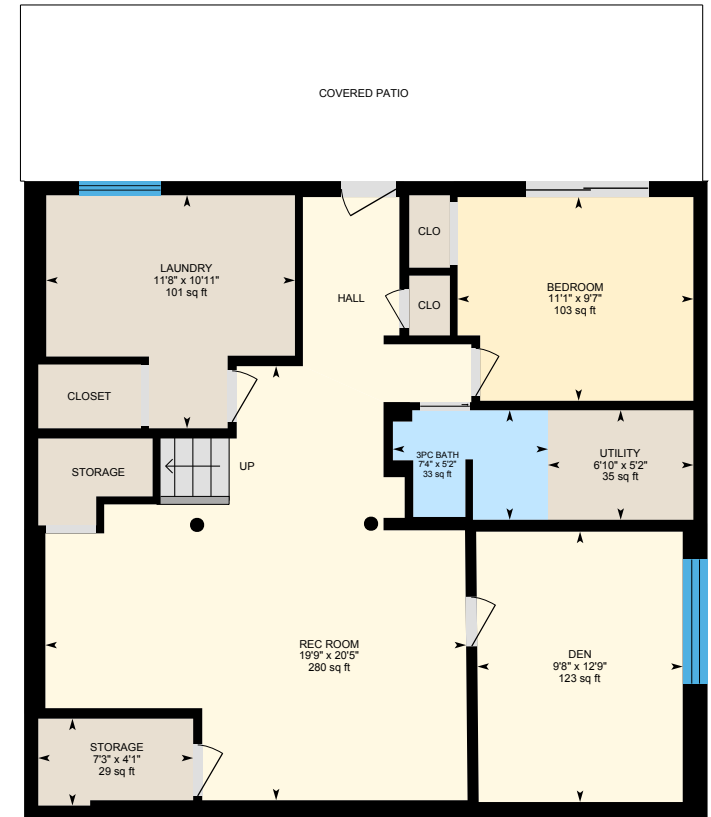 COVERED PATIO
LAUNDRY
11'8" x 10'11"
101 sq ft
CLO
BEDROOM
11'1" x 9'7"
103 sq ft
HALL
CLO
CLOSET
3PC BATH
7'4" x 5'2"
33 sq ft
UTILITY
6'10" x 5'2"
35 sq ft
STORAGE
UP
REC ROOM
19'9" x 20'5"
280 sq ft
DEN
9'8" x 12'9"
123 sq ft
STORAGE
7'3" x 4'1"
29 sq ft